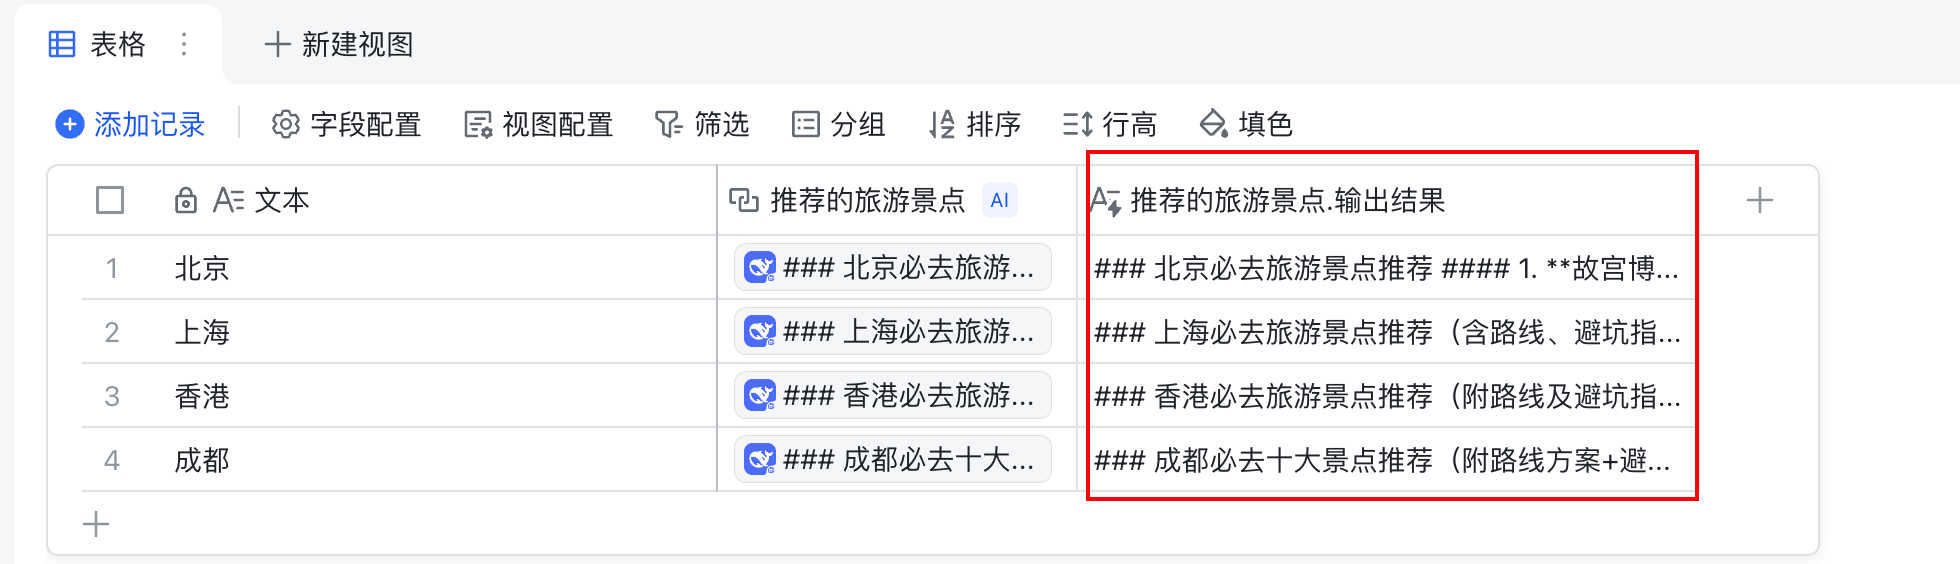 表格 新建视图
添加记录 字段配置 视图配置 筛选 分组 排序 行高 填色
文本 推荐的旅游景点 AI 推荐的旅游景点.输出结果
1 北京 ### 北京必去旅游... ### 北京必去旅游景点推荐 #### 1. **故宫博...
2 上海 ### 上海必去旅游... ### 上海必去旅游景点推荐（含路线、避坑指...
3 香港 ### 香港必去旅游... ### 香港必去旅游景点推荐（附路线及避坑指...
4 成都 ### 成都必去十大... ### 成都必去十大景点推荐（附路线方案+避...